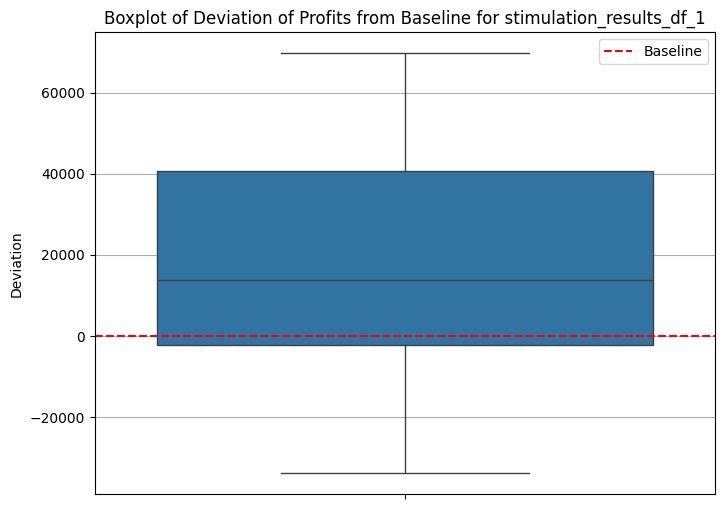 Boxplot of Deviation of Profits from Baseline for stimulation_results_df_1
Baseline
60000
40000
20000
0
−20000
Deviation